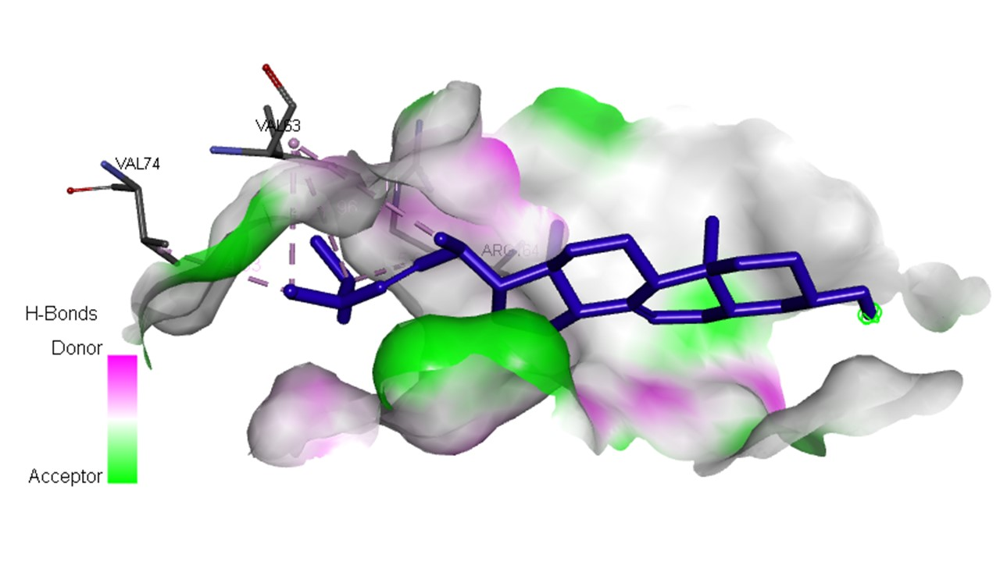 VAL63
VAL74
H-Bonds
Donor
Acceptor